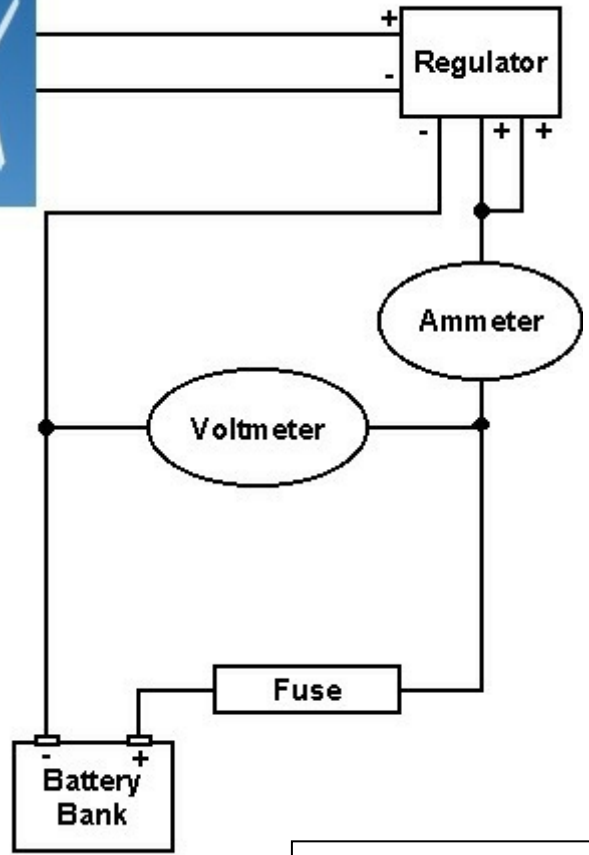 +
Regulator
-
- + +
Ammeter
Voltmeter
Fuse
- +
Battery
Bank